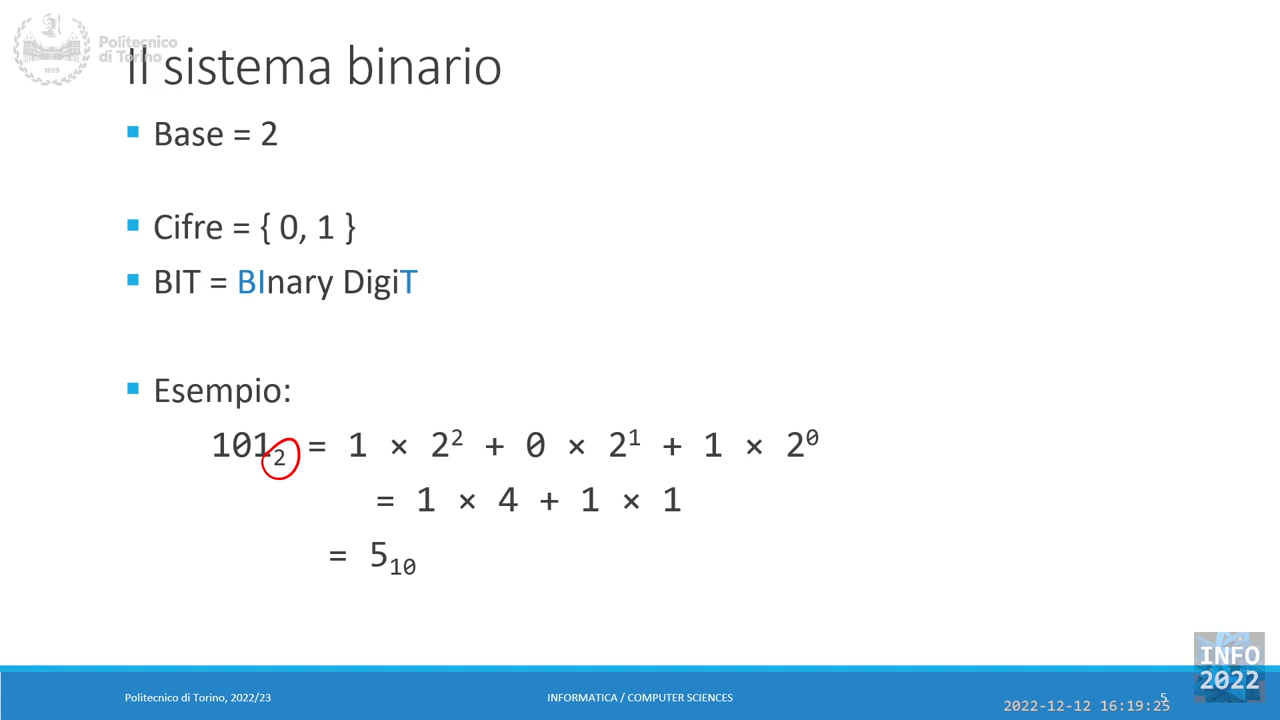 Politecnico
di Torino
1859
Il sistema binario
Base = 2
Cifre = { 0, 1 }
BIT = BInary DigiT
Esempio:
101₂ = 1 × 2² + 0 × 2¹ + 1 × 2⁰
= 1 × 4 + 1 × 1
= 5₁₀
INFO
2022
Politecnico di Torino, 2022/23
INFORMATICA / COMPUTER SCIENCES
5
2022-12-12 16:19:25